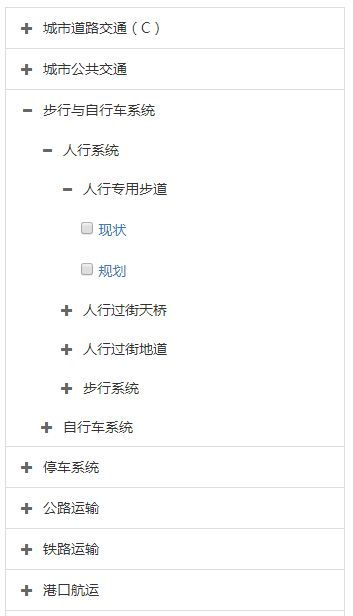 城市道路交通（C）
城市公共交通
步行与自行车系统
人行系统
人行专用步道
现状
规划
人行过街天桥
人行过街地道
步行系统
自行车系统
停车系统
公路运输
铁路运输
港口航运